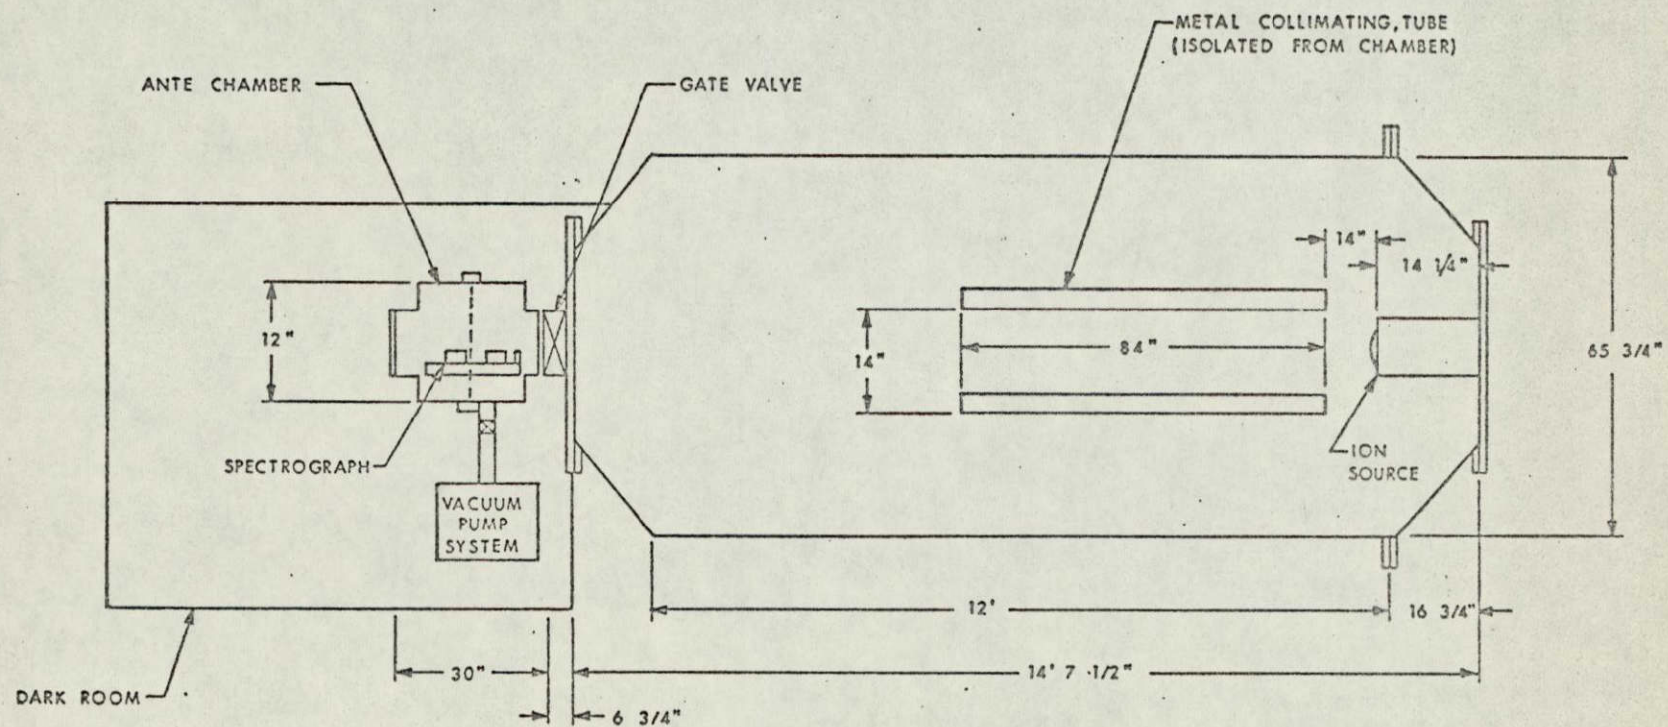 METAL COLLIMATING, TUBE
(ISOLATED FROM CHAMBER)
ANTE CHAMBER
GATE VALVE
14"
14 1/4"
12"
14"
84"
65 3/4"
SPECTROGRAPH
ION
SOURCE
VACUUM
PUMP
SYSTEM
12'
16 3/4"
30"
14' 7 -1/2"
DARK ROOM
6 3/4"